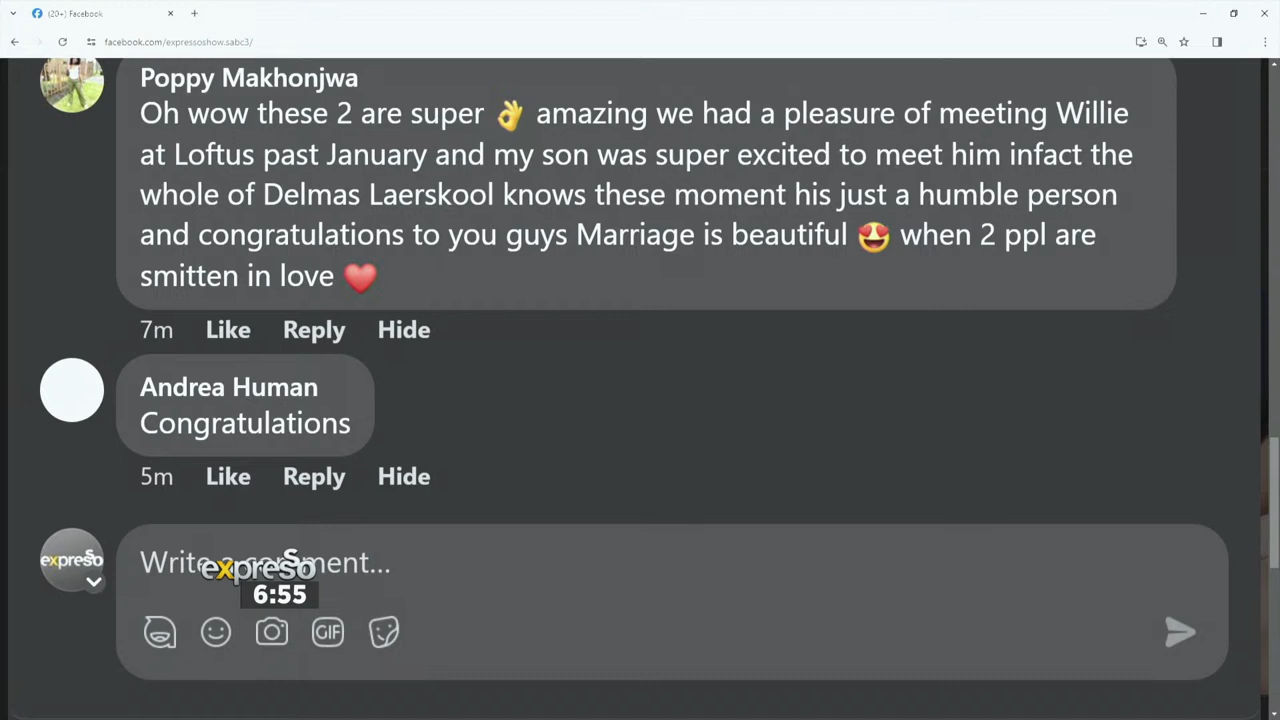 (20+) Facebook
facebook.com/expressoshow.sabc3/
Poppy Makhonjwa
Oh wow these 2 are super 👌 amazing we had a pleasure of meeting Willie
at Loftus past January and my son was super excited to meet him infact the
whole of Delmas Laerskool knows these moment his just a humble person
and congratulations to you guys Marriage is beautiful 😍 when 2 ppl are
smitten in love ❤️
7m Like Reply Hide
Andrea Human
Congratulations
5m Like Reply Hide
expresso
Write a comment...
expresso
6:55
GIF